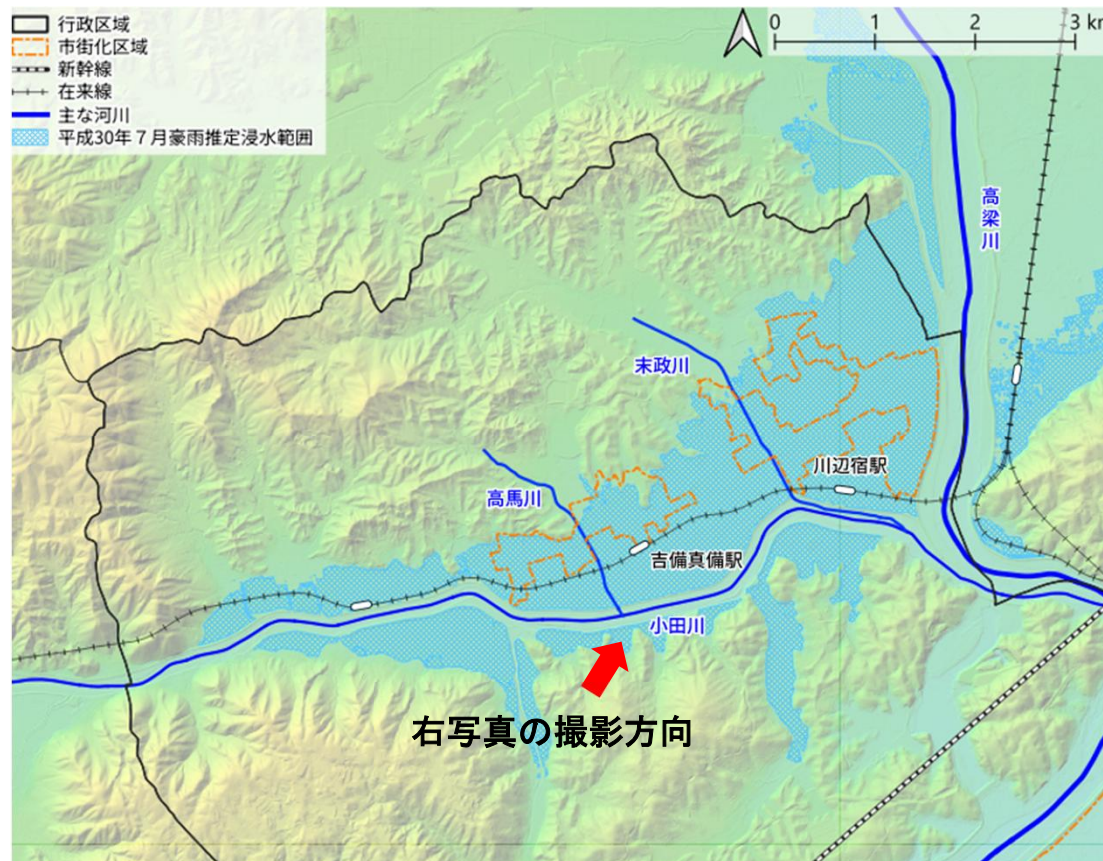 行政区域
市街化区域
新幹線
在来線
主な河川
平成30年7月豪雨推定浸水範囲
0 1 2 3 km
高梁川
末政川
川辺宿駅
高馬川
吉備真備駅
小田川
右写真の撮影方向